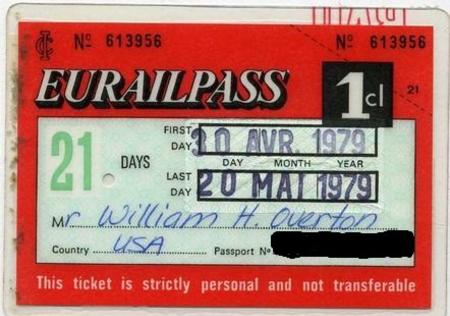 Nº 613956 Nº 613956
EURAILPASS 1 cl 21
21 DAYS
FIRST DAY 30 AVR. 1979
DAY MONTH YEAR
LAST DAY 20 MAI 1979
Mr William H. Overton
Country USA Passport Nº
This ticket is strictly personal and not transferable